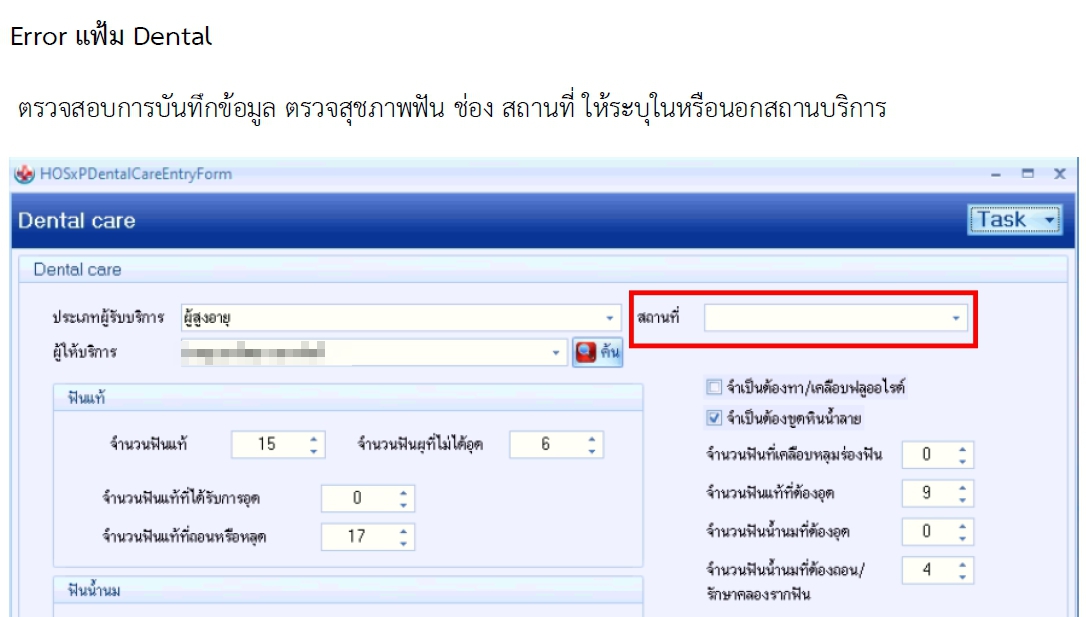 Error แฟ้ม Dental
ตรวจสอบการบันทึกข้อมูล ตรวจสุขภาพฟัน ช่อง สถานที่ ให้ระบุในหรือนอกสถานบริการ
HOSxPDentalCareEntryForm
Dental care
Task
Dental care
ประเภทผู้รับบริการ ผู้สูงอายุ สถานที่
ผู้ให้บริการ ค้น
ฟันแท้
จำเป็นต้องทา/เคลือบฟลูออไรด์
จำเป็นต้องขูดหินน้ำลาย
จำนวนฟันแท้ 15 จำนวนฟันผุที่ไม่ได้อุด 6
จำนวนฟันที่เคลือบหลุมร่องฟัน 0
จำนวนฟันแท้ที่ได้รับการอุด 0
จำนวนฟันแท้ที่ต้องอุด 9
จำนวนฟันแท้ที่ถอนหรือหลุด 17
จำนวนฟันน้ำนมที่ต้องอุด 0
จำนวนฟันน้ำนมที่ต้องถอน/ 4
รักษาคลองรากฟัน
ฟันน้ำนม